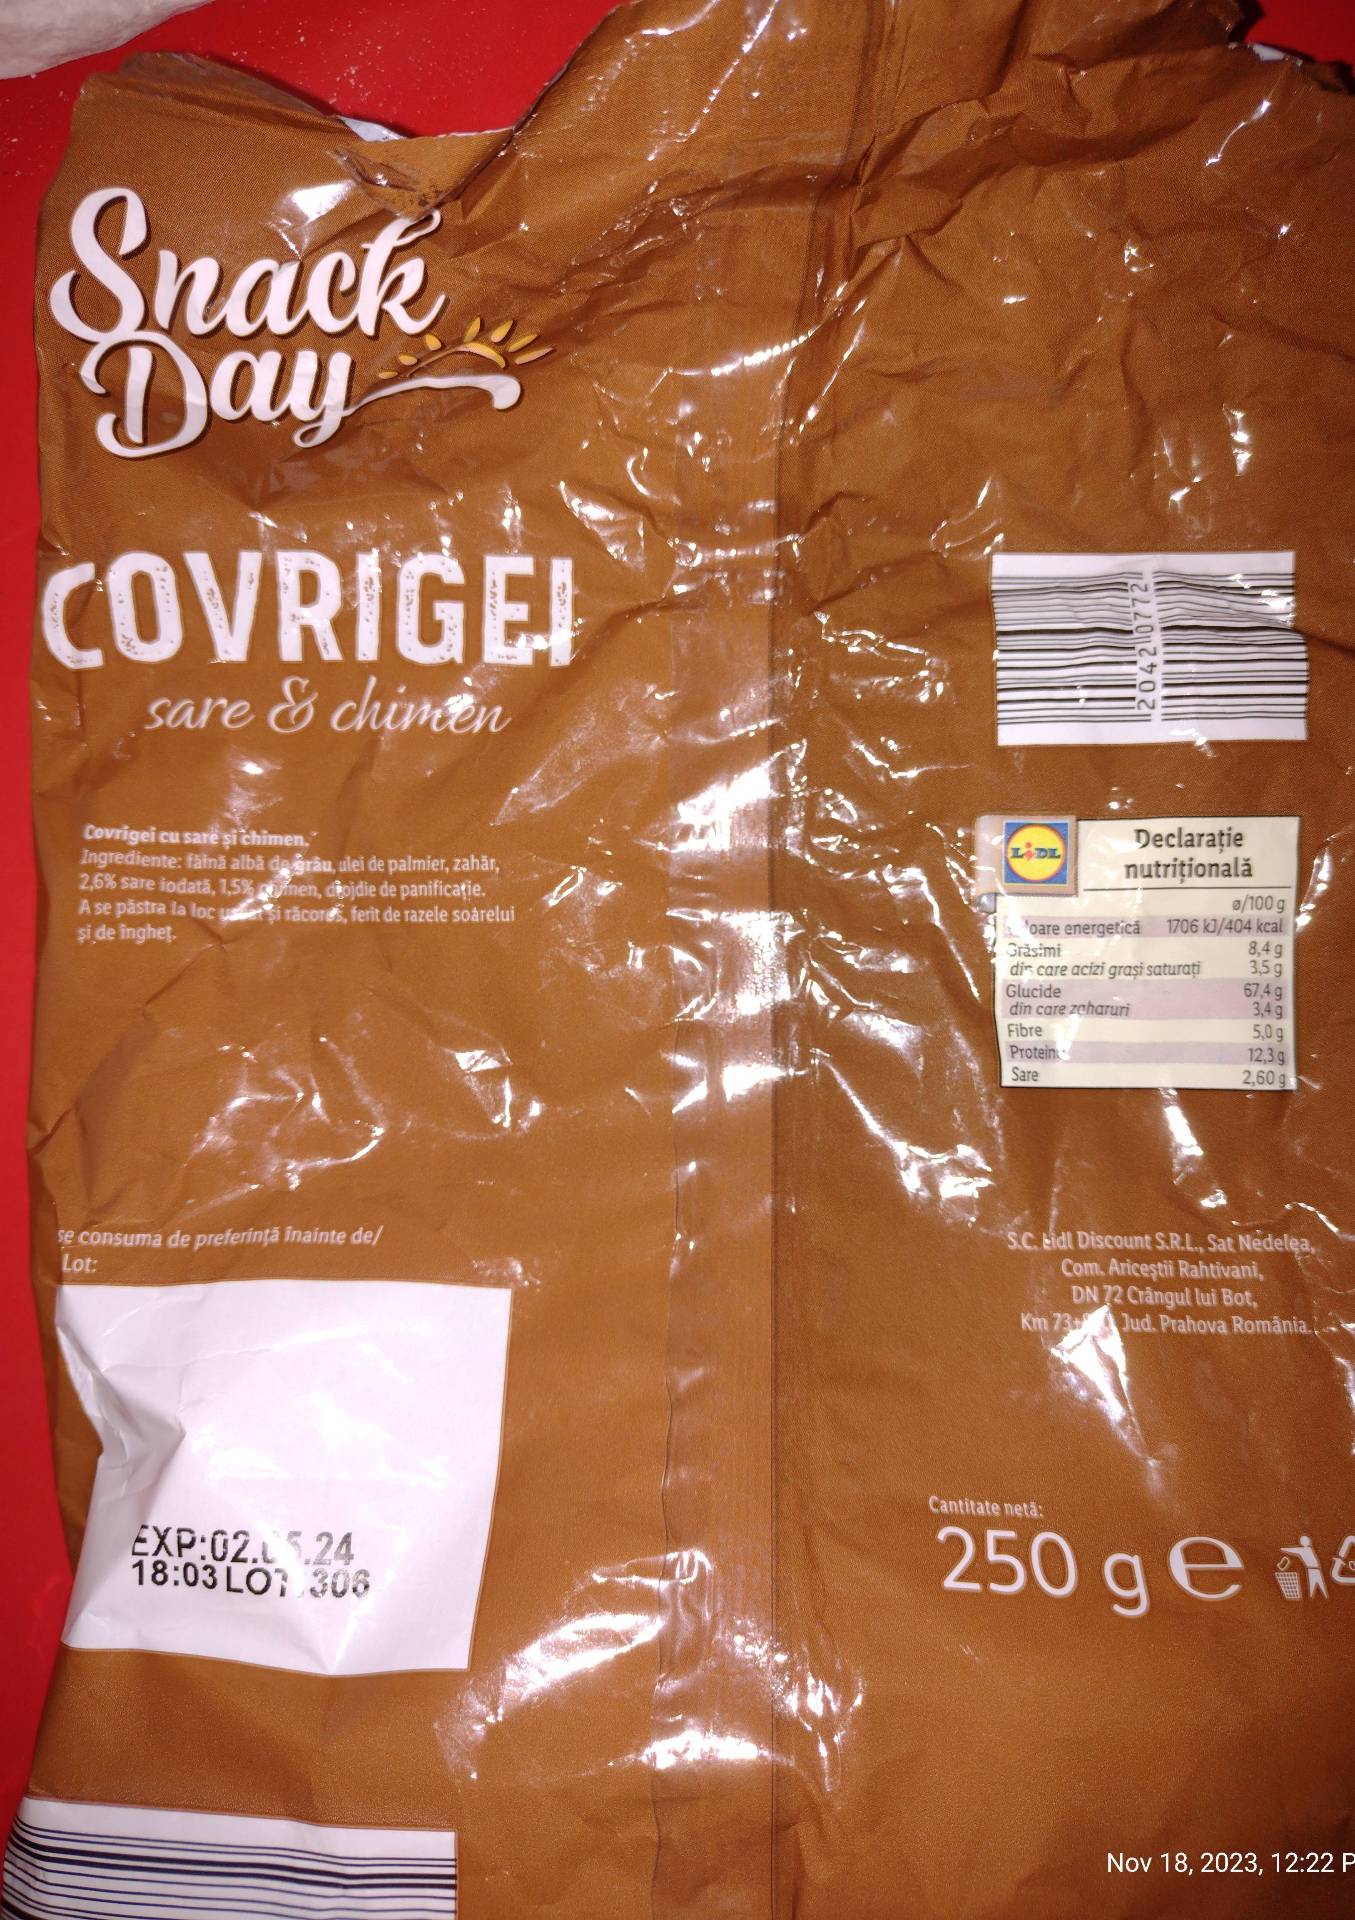 Snack
Day
COVRIGEI
sare & chimen
Covrigei cu sare și chimen.
Ingrediente: făină albă de grâu, ulei de palmier, zahăr,
2,6% sare iodată, 1,5% drojdie de panificație.
A se păstra la loc și răcoros, ferit de razele soarelui
și de îngheț.
se consuma de preferință înainte de/
Lot:
18:03 LOT 306
20420772
LIDL
Declarație
nutrițională
ø/100 g
energetică 1706 kJ/404 kcal
Grăsimi 8,4 g
din care acizi grași saturați 3,5 g
Glucide 67,4 g
din care zaharuri 3,4 g
Fibre 5,0 g
Proteine 12,3 g
Sare 2,60 g
S.C. Lidl Discount S.R.L., Sat Nedelea,
Com. Ariceștii Rahtivani,
DN 72 Crângul lui Bot,
Km Jud. Prahova România.
Cantitate netă:
250 g e
Nov 18, 2023, 12:22 P